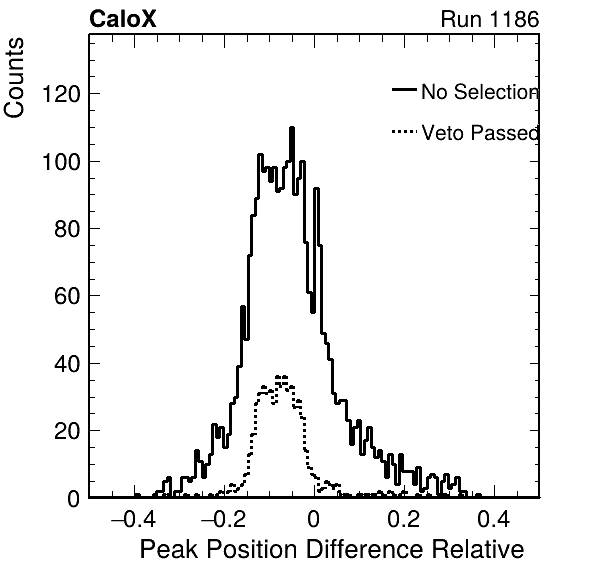 CaloX Run 1186
Counts
120
100
80
60
40
20
0
No Selection
Veto Passed
−0.4 −0.2 0 0.2 0.4
Peak Position Difference Relative